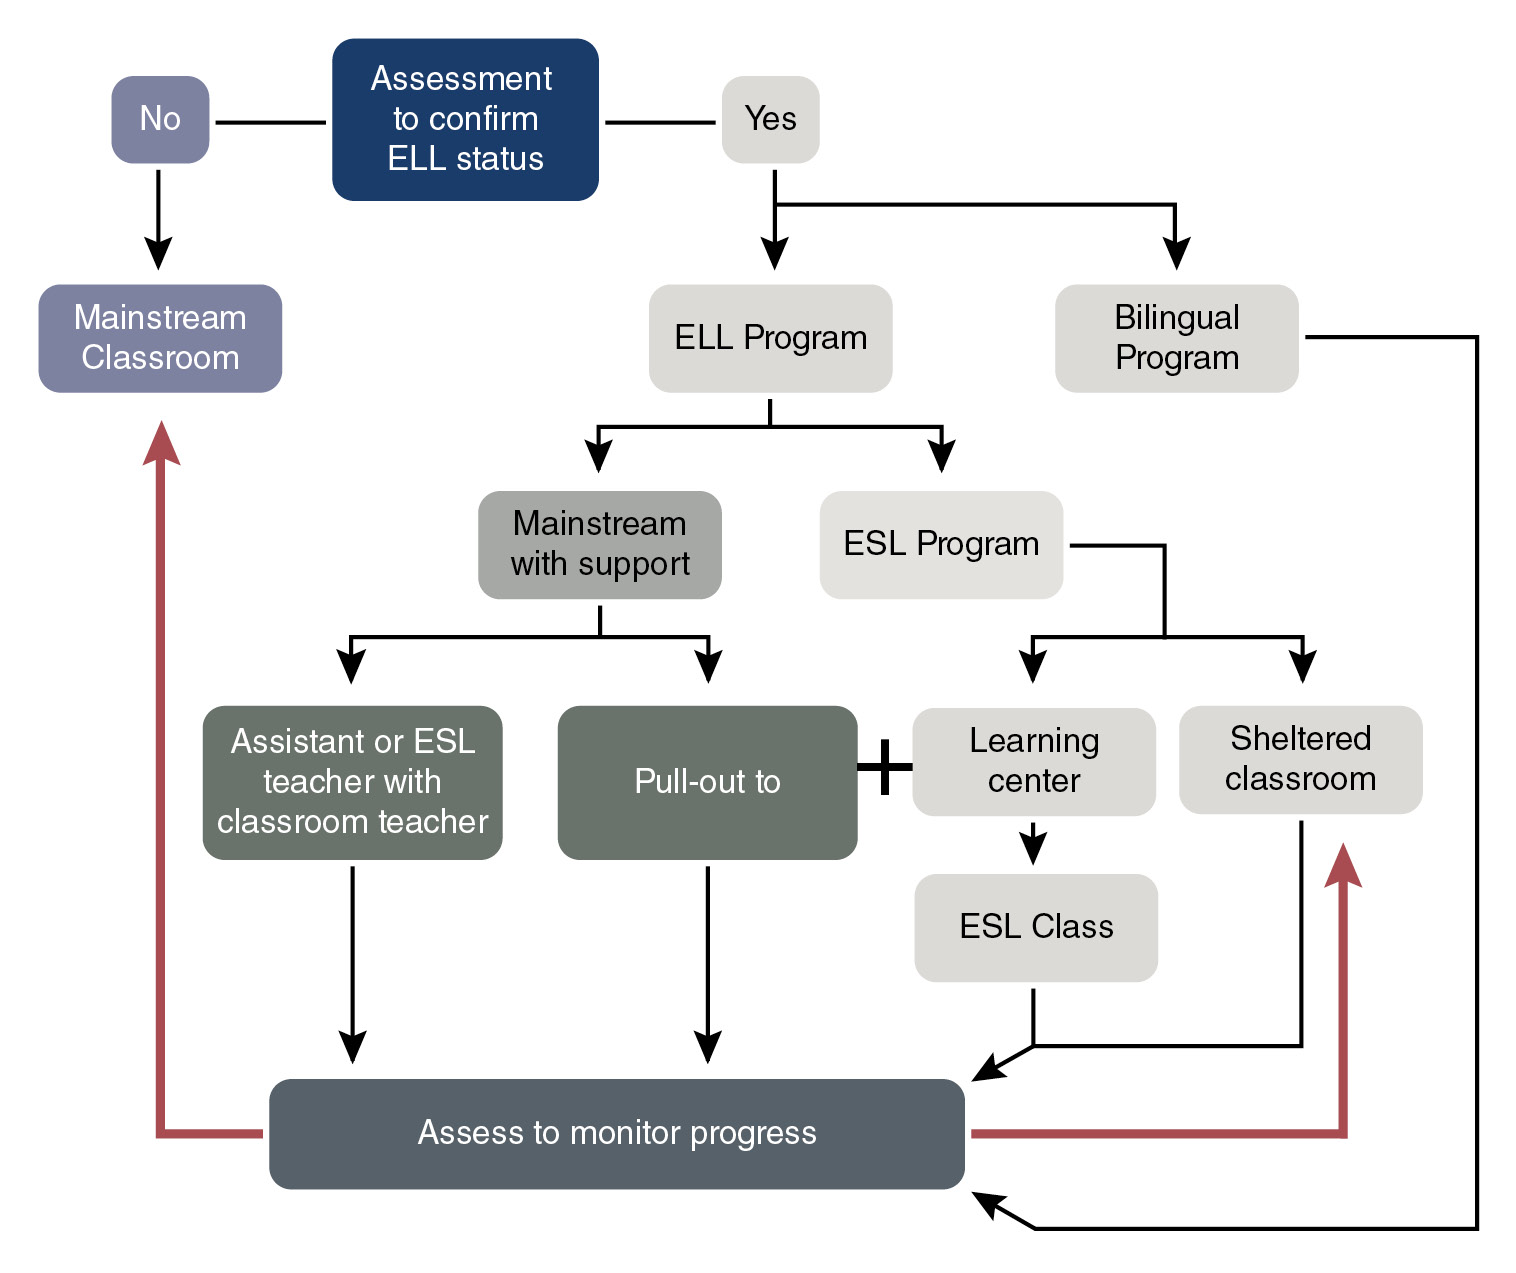 No
Assessment
to confirm
ELL status
Yes
Mainstream
Classroom
ELL Program
Bilingual
Program
Mainstream
with support
ESL Program
Assistant or ESL
teacher with
classroom teacher
Pull-out to
Learning
center
Sheltered
classroom
ESL Class
Assess to monitor progress